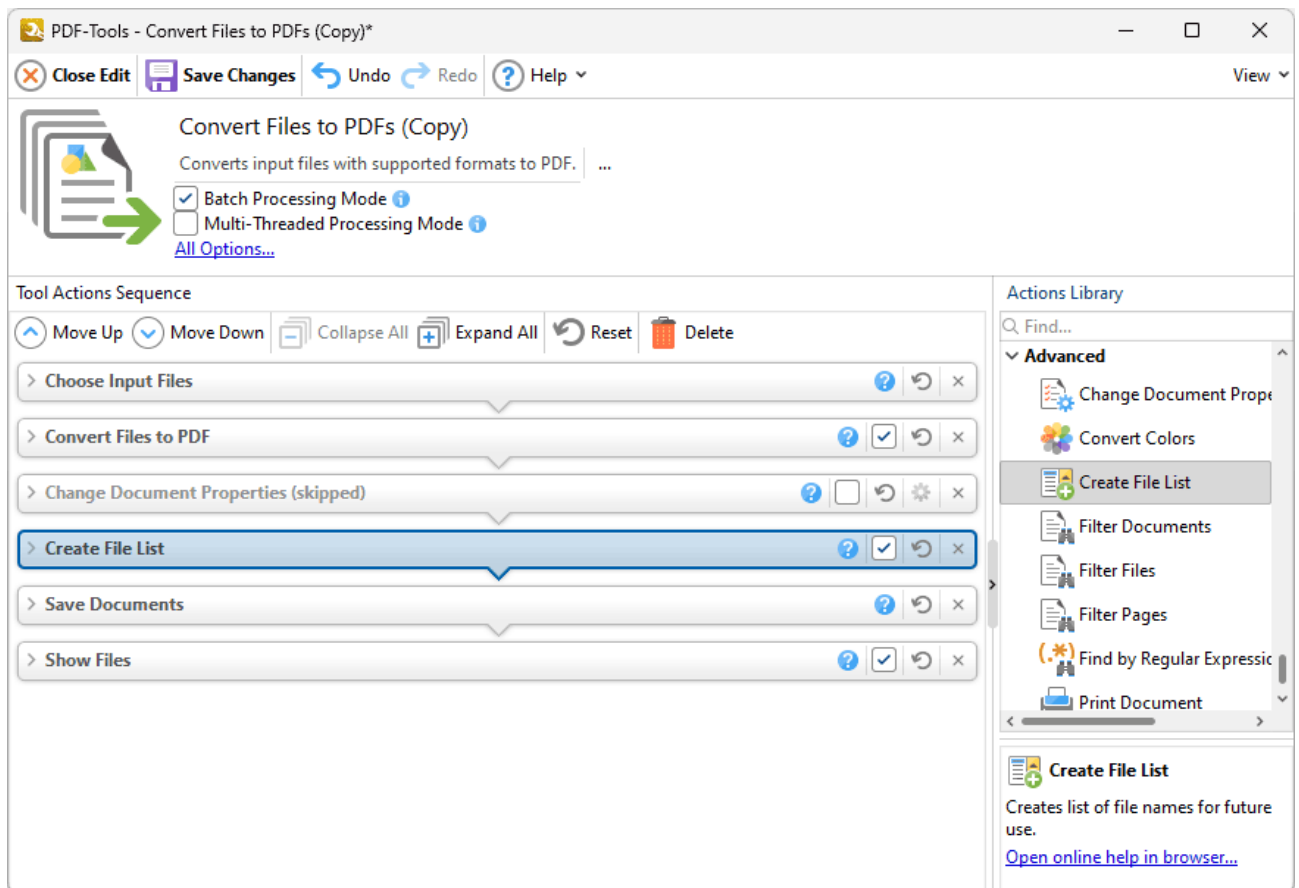 PDF-Tools - Convert Files to PDFs (Copy)*
Close Edit Save Changes Undo Redo Help View
Convert Files to PDFs (Copy)
Converts input files with supported formats to PDF. ...
Batch Processing Mode
Multi-Threaded Processing Mode
All Options...
Tool Actions Sequence
Move Up Move Down Collapse All Expand All Reset Delete
Choose Input Files
Convert Files to PDF
Change Document Properties (skipped)
Create File List
Save Documents
Show Files
Actions Library
Find...
Advanced
Change Document Prope
Convert Colors
Create File List
Filter Documents
Filter Files
Filter Pages
(.*) Find by Regular Expressic
Print Document
Create File List
Creates list of file names for future
use.
Open online help in browser...